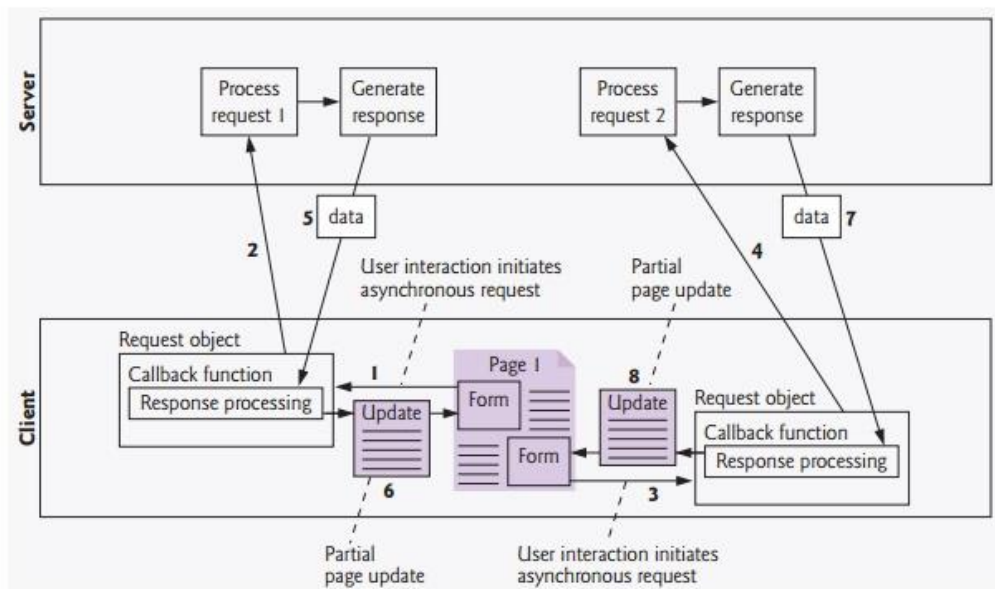 Server
Process
request 1
Generate
response
Process
request 2
Generate
response
5
data
data
7
2
4
User interaction initiates
asynchronous request
Partial
page update
Client
Request object
Callback function
Response processing
1
Update
6
Page 1
Form
Form
8
Update
3
Request object
Callback function
Response processing
Partial
page update
User interaction initiates
asynchronous request